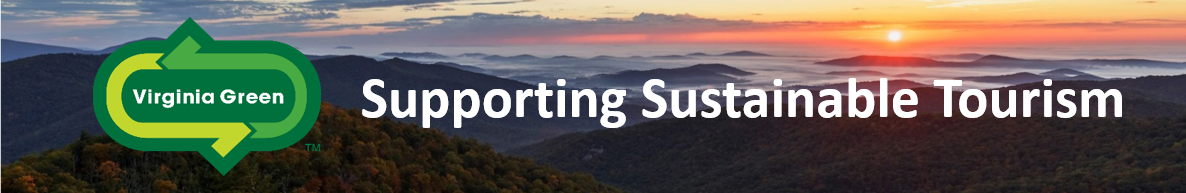 Virginia Green
TM
Supporting Sustainable Tourism